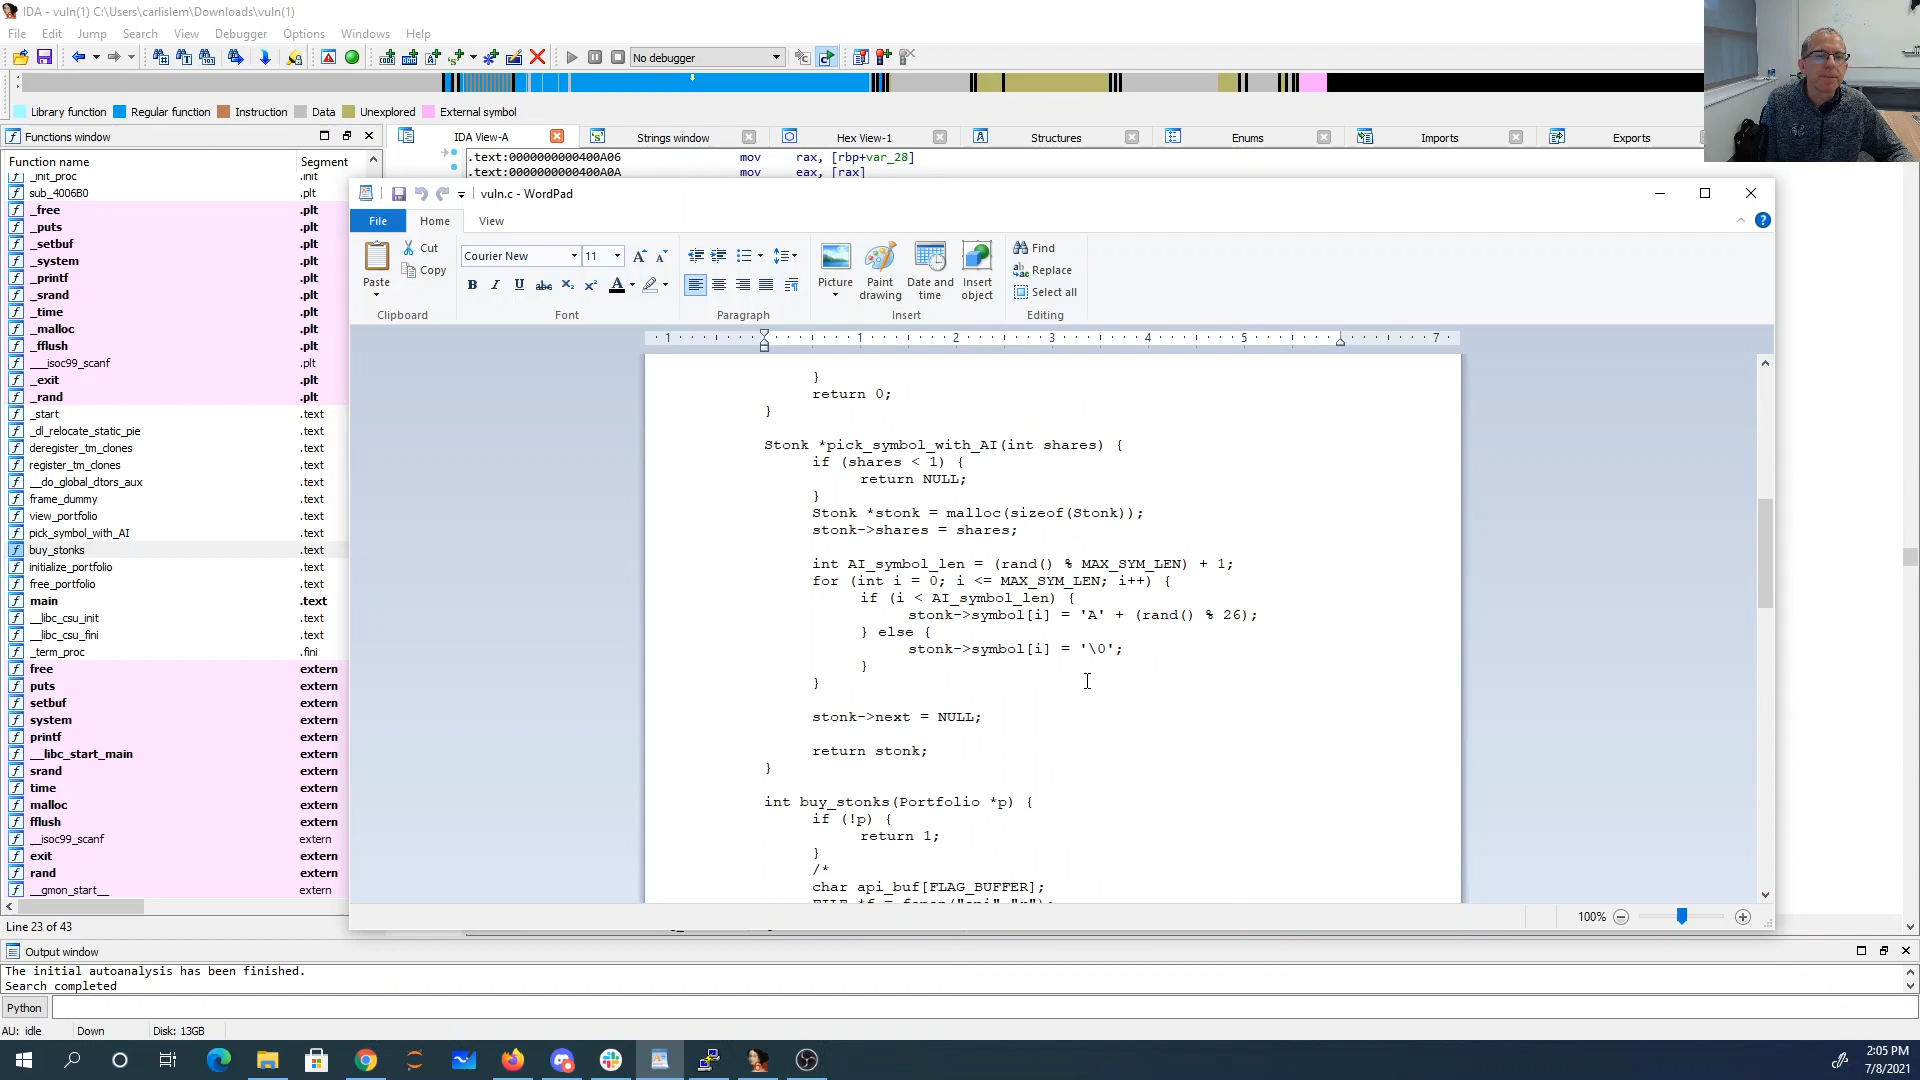 IDA - vuln(1) C:\Users\carlislem\Downloads\vuln(1)
File Edit Jump Search View Debugger Options Windows Help
No debugger
Library function Regular function Instruction Data Unexplored External symbol
Functions window
IDA View-A Strings window Hex View-1 Structures Enums Imports Exports
Function name Segment
.text:0000000000400A06 mov rax, [rbp+var_28]
.text:0000000000400A0A mov eax, [rax]
_init_proc .init
sub_4006B0 .plt
_free .plt
_puts .plt
_setbuf .plt
_system .plt
_printf .plt
_srand .plt
_time .plt
_malloc .plt
_fflush .plt
___isoc99_scanf .plt
_exit .plt
_rand .plt
_start .text
_dl_relocate_static_pie .text
deregister_tm_clones .text
register_tm_clones .text
__do_global_dtors_aux .text
frame_dummy .text
view_portfolio .text
pick_symbol_with_AI .text
buy_stonks .text
initialize_portfolio .text
free_portfolio .text
main .text
__libc_csu_init .text
__libc_csu_fini .text
_term_proc .fini
free extern
puts extern
setbuf extern
system extern
printf extern
__libc_start_main extern
srand extern
time extern
malloc extern
fflush extern
__isoc99_scanf extern
exit extern
rand extern
__gmon_start__ extern
Line 23 of 43
vuln.c - WordPad
File Home View
Paste Cut Copy
Clipboard
Courier New 11
Font
Paragraph
Picture Paint drawing Date and time Insert object
Insert
Find
Replace
Select all
Editing
1 1 2 3 4 5 7
}
return 0;
}
Stonk *pick_symbol_with_AI(int shares) {
if (shares < 1) {
return NULL;
}
Stonk *stonk = malloc(sizeof(Stonk));
stonk->shares = shares;
int AI_symbol_len = (rand() % MAX_SYM_LEN) + 1;
for (int i = 0; i <= MAX_SYM_LEN; i++) {
if (i < AI_symbol_len) {
stonk->symbol[i] = 'A' + (rand() % 26);
} else {
stonk->symbol[i] = '\0';
}
}
stonk->next = NULL;
return stonk;
}
int buy_stonks(Portfolio *p) {
if (!p) {
return 1;
}
/*
char api_buf[FLAG_BUFFER];
FILE *f = fopen("api","r");
100%
Output window
The initial autoanalysis has been finished.
Search completed
Python
AU: idle Down Disk: 13GB
2:05 PM
7/8/2021